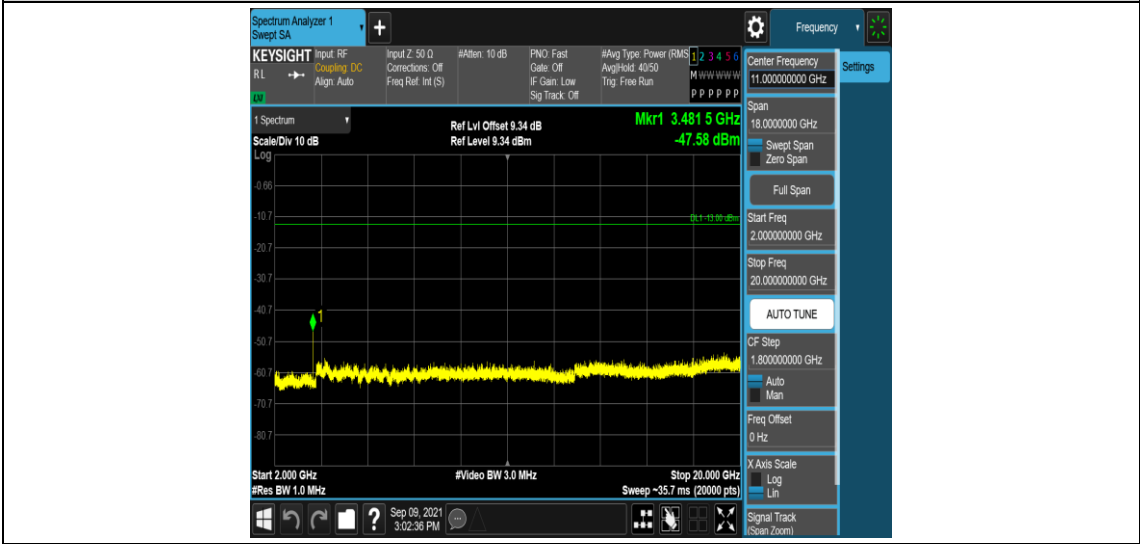 Spectrum Analyzer 1
Swept SA
+
Frequency
KEYSIGHT
R L
LXI
Input: RF
Coupling: DC
Align: Auto
Input Z: 50 Ω
Corrections: Off
Freq Ref: Int (S)
#Atten: 10 dB
PNO: Fast
Gate: Off
IF Gain: Low
Sig Track: Off
#Avg Type: Power (RMS
Avg|Hold: 40/50
Trig: Free Run
1 2 3 4 5 6
M W W W W W
P P P P P P
1 Spectrum
Scale/Div 10 dB
Ref Lvl Offset 9.34 dB
Ref Level 9.34 dBm
Mkr1 3.481 5 GHz
-47.58 dBm
Log
-0.66
-10.7
DL1 -13.00 dBm
-20.7
-30.7
-40.7
1
-50.7
-60.7
-70.7
-80.7
Start 2.000 GHz
#Video BW 3.0 MHz
Stop 20.000 GHz
#Res BW 1.0 MHz
Sweep ~35.7 ms (20000 pts)
?
Sep 09, 2021
3:02:36 PM
Center Frequency
11.000000000 GHz
Settings
Span
18.0000000 GHz
Swept Span
Zero Span
Full Span
Start Freq
2.000000000 GHz
Stop Freq
20.000000000 GHz
AUTO TUNE
CF Step
1.800000000 GHz
Auto
Man
Freq Offset
0 Hz
X Axis Scale
Log
Lin
Signal Track
(Span Zoom)